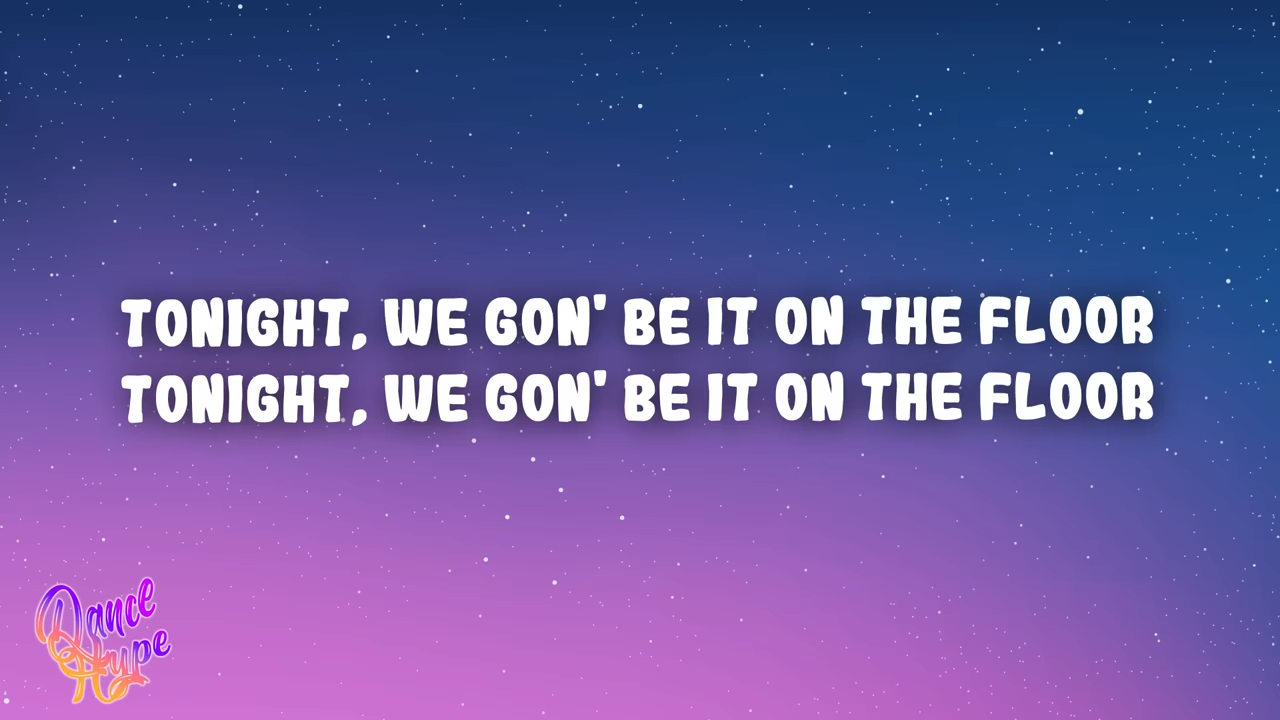 TONIGHT, WE GON' BE IT ON THE FLOOR
TONIGHT, WE GON' BE IT ON THE FLOOR
Dance
Hype